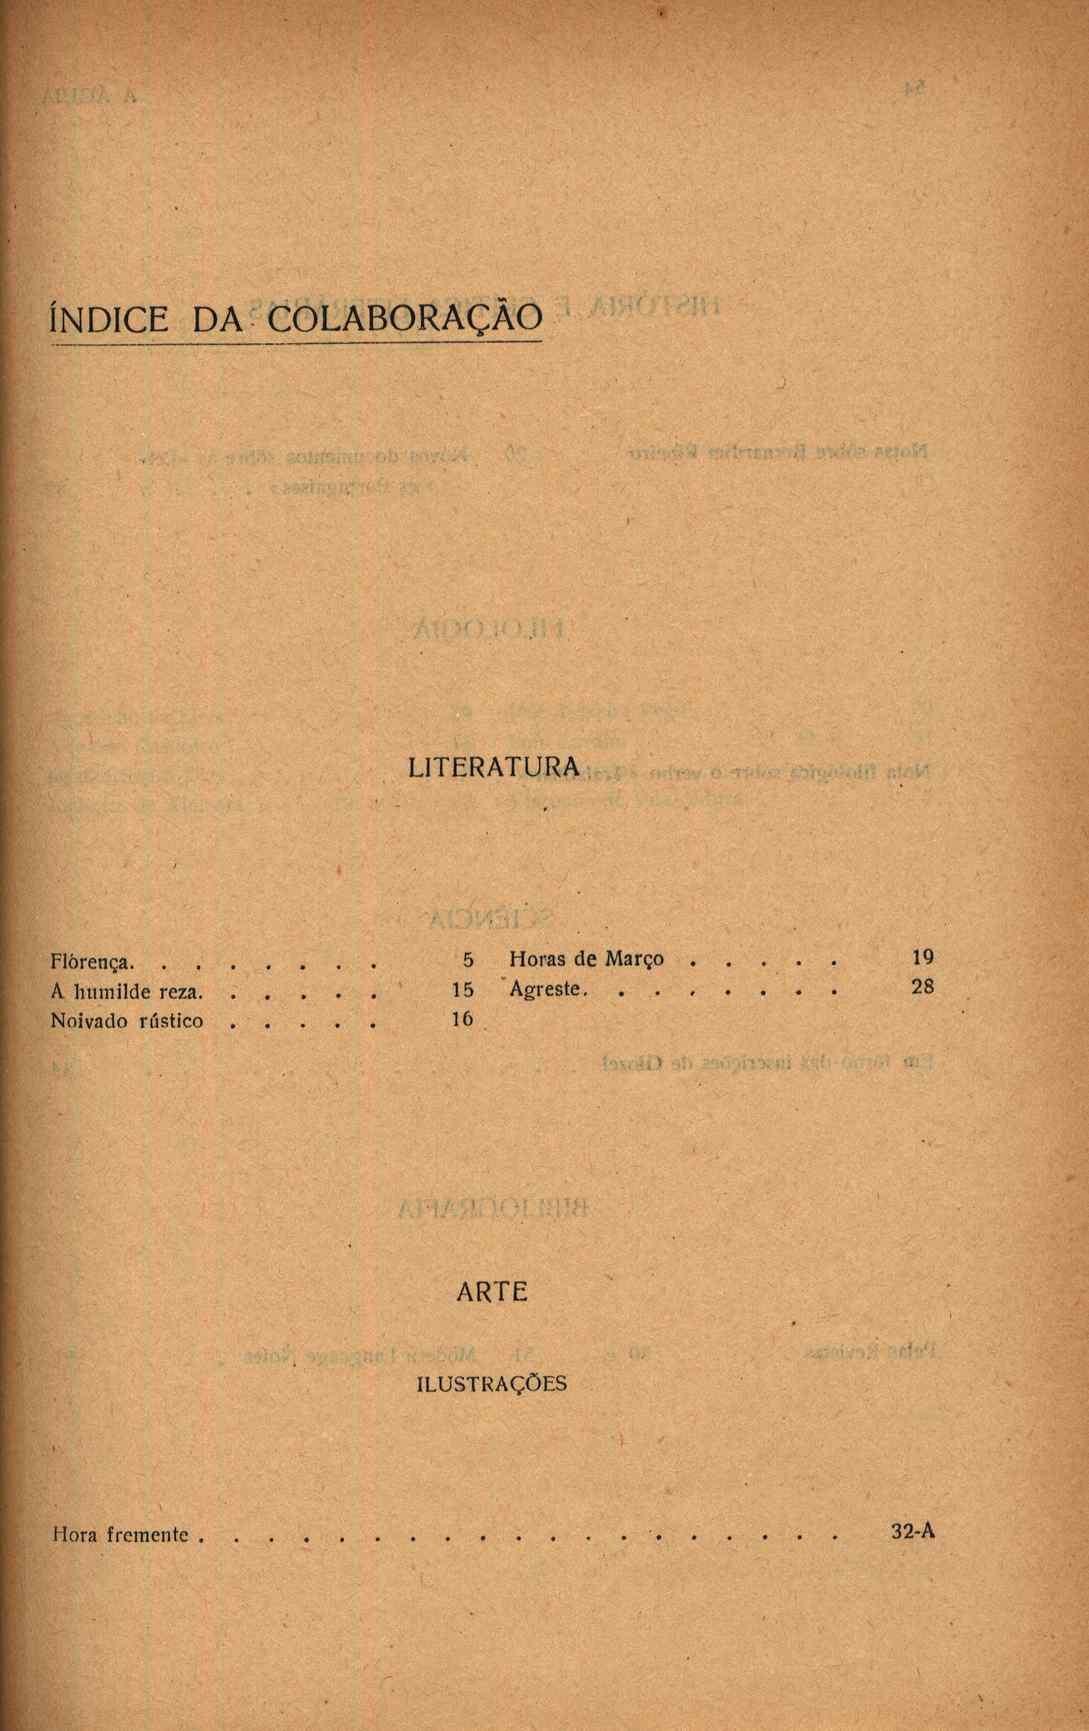 ÍNDICE DA COLABORAÇÃO
LITERATURA
Flórença. . . . . . . . 5
A humilde reza. . . . . . 15
Noivado rústico . . . . . 16
Horas de Março . . . . . 19
Agreste. . . . . . . . 28
ARTE
ILUSTRAÇÕES
Hora fremente . . . . . . . . . . . . . . . . . . . 32-A